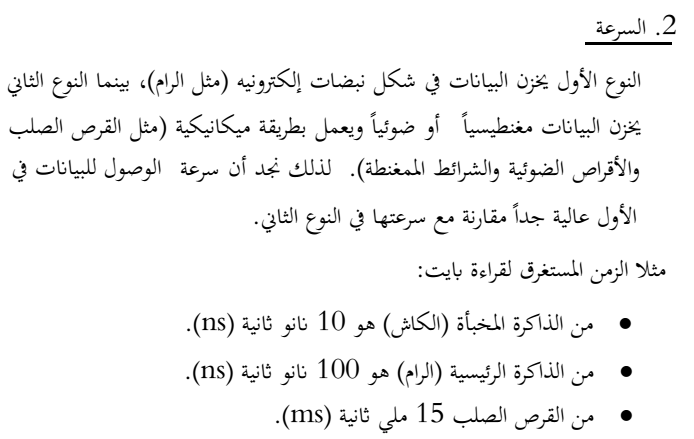 2. السرعة
النوع الأول يخزن البيانات في شكل نبضات إلكترونيه (مثل الرام)، بينما النوع الثاني
يخزن البيانات مغنطيسياً أو ضوئياً ويعمل بطريقة ميكانيكية (مثل القرص الصلب
والأقراص الضوئية والشرائط الممغنطة). لذلك نجد أن سرعة الوصول للبيانات في
الأول عالية جداً مقارنة مع سرعتها في النوع الثاني.
مثلا الزمن المستغرق لقراءة بايت:
● من الذاكرة المخبأة (الكاش) هو 10 نانو ثانية (ns).
● من الذاكرة الرئيسية (الرام) هو 100 نانو ثانية (ns).
● من القرص الصلب 15 ملي ثانية (ms).